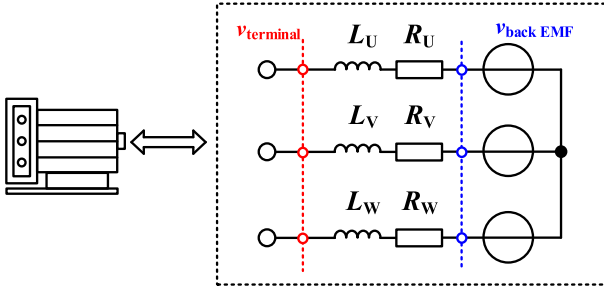 v_terminal
L_U R_U
v_back EMF
L_V R_V
L_W R_W